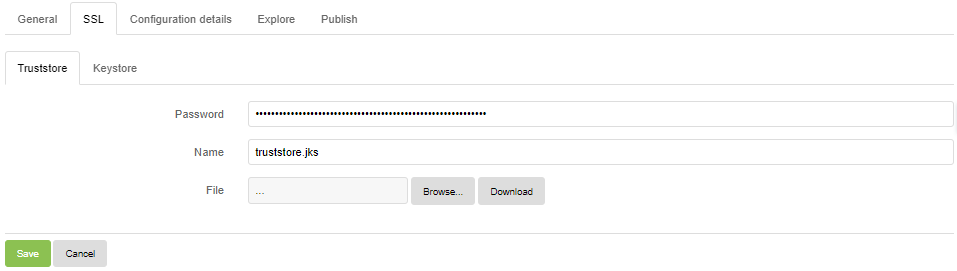 General SSL Configuration details Explore Publish
Truststore Keystore
Password ••••••••••••••••••••••••••••••••••••••••••••••••••••••••••
Name truststore.jks
File ... Browse... Download
Save Cancel